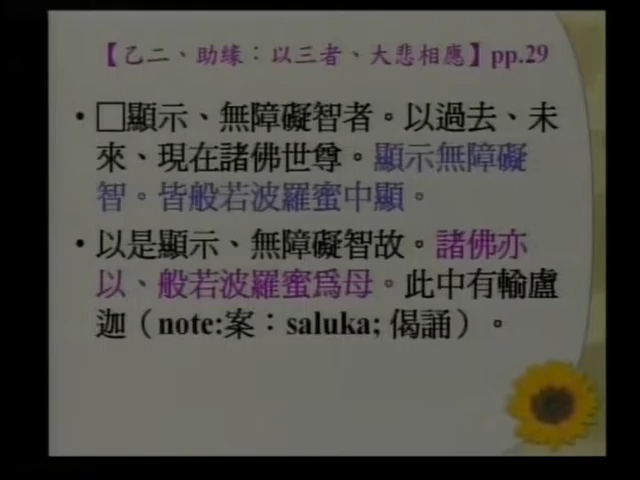 【乙二、助緣：以三者、大悲相應】pp.29
• □顯示、無障礙智者。以過去、未
來、現在諸佛世尊。顯示無障礙
智。皆般若波羅蜜中顯。
• 以是顯示、無障礙智故。諸佛亦
以、般若波羅蜜為母。此中有輸盧
迦（note:案：saluka; 偈誦）。